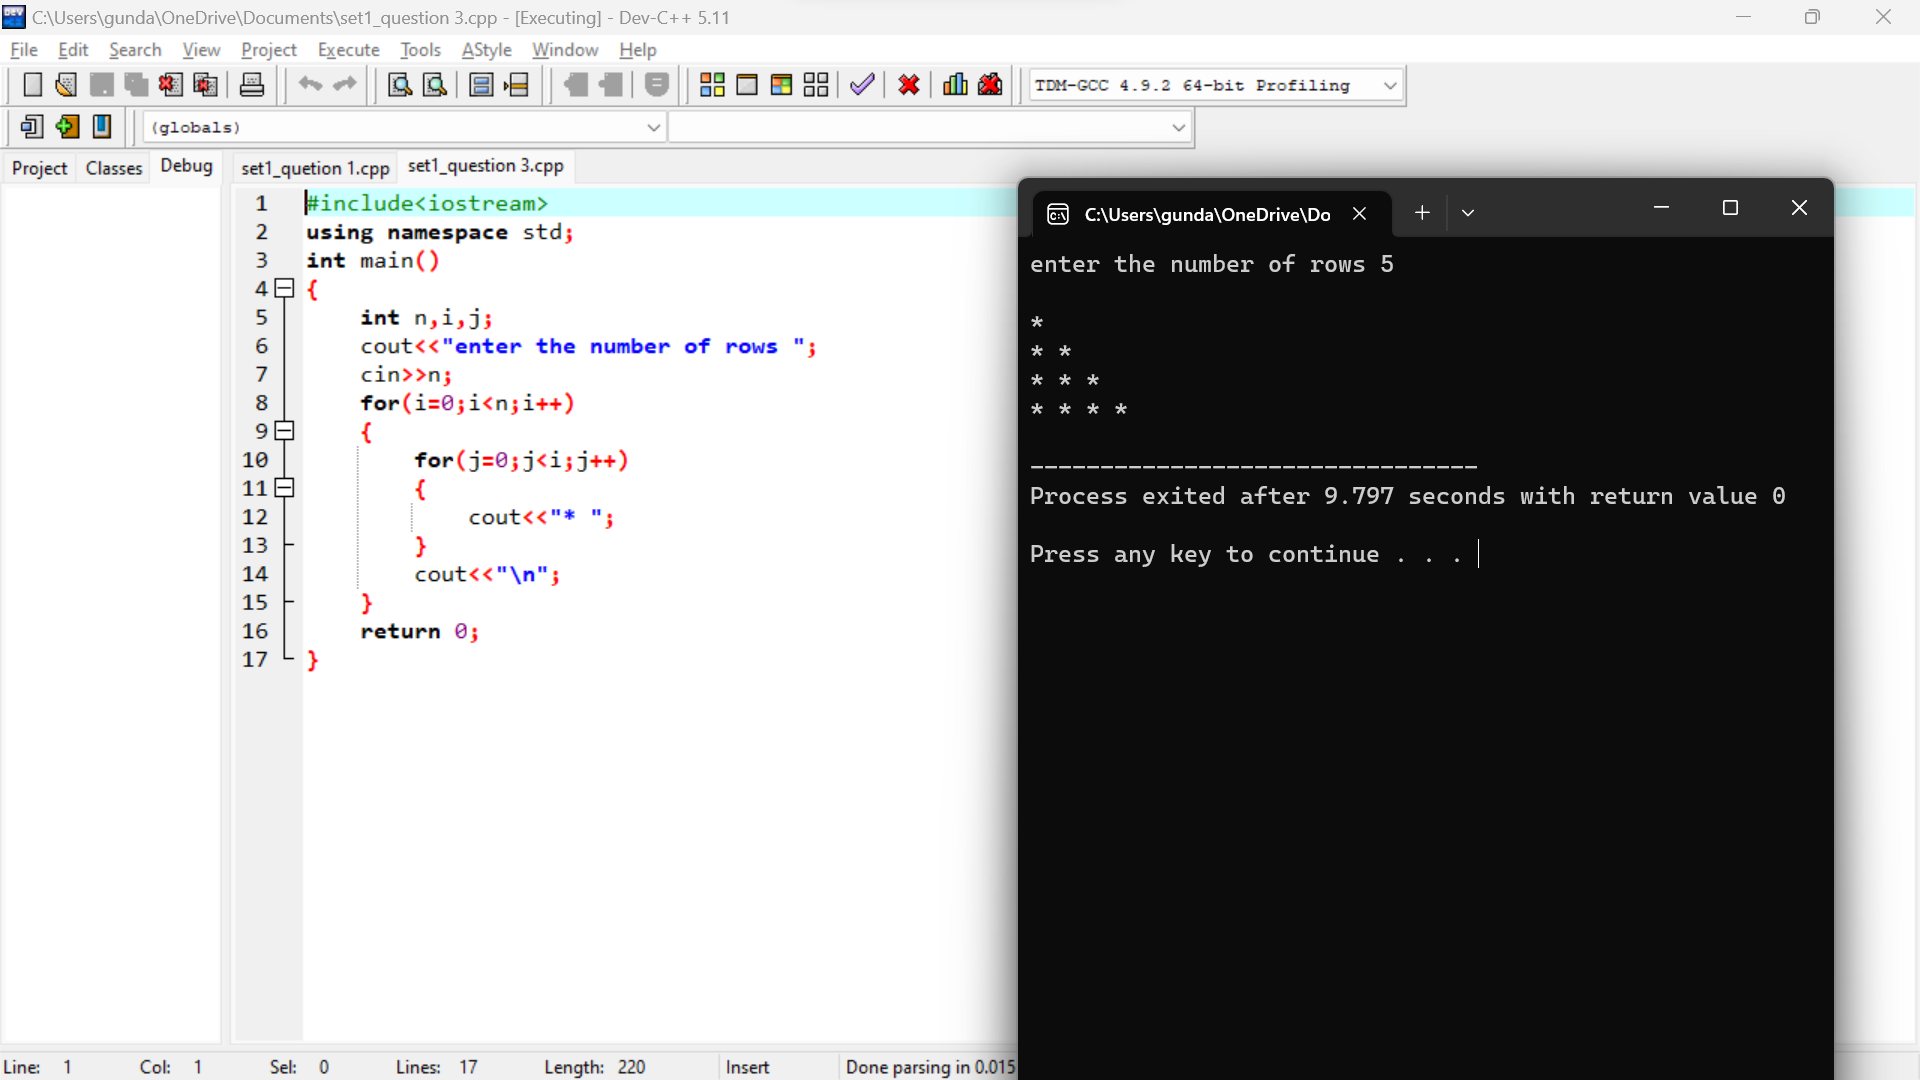 C:\Users\gunda\OneDrive\Documents\set1_question 3.cpp - [Executing] - Dev-C++ 5.11
File Edit Search View Project Execute Tools AStyle Window Help
TDM-GCC 4.9.2 64-bit Profiling
(globals)
Project Classes Debug set1_quetion 1.cpp set1_question 3.cpp
1 #include<iostream>
2 using namespace std;
3 int main()
4 {
5 int n,i,j;
6 cout<<"enter the number of rows ";
7 cin>>n;
8 for(i=0;i<n;i++)
9 {
10 for(j=0;j<i;j++)
11 {
12 cout<<"* ";
13 }
14 cout<<"\n";
15 }
16 return 0;
17 }
C:\Users\gunda\OneDrive\Do
enter the number of rows 5
*
* *
* * *
* * * *
--------------------------------
Process exited after 9.797 seconds with return value 0
Press any key to continue . . .
Line: 1 Col: 1 Sel: 0 Lines: 17 Length: 220 Insert Done parsing in 0.015